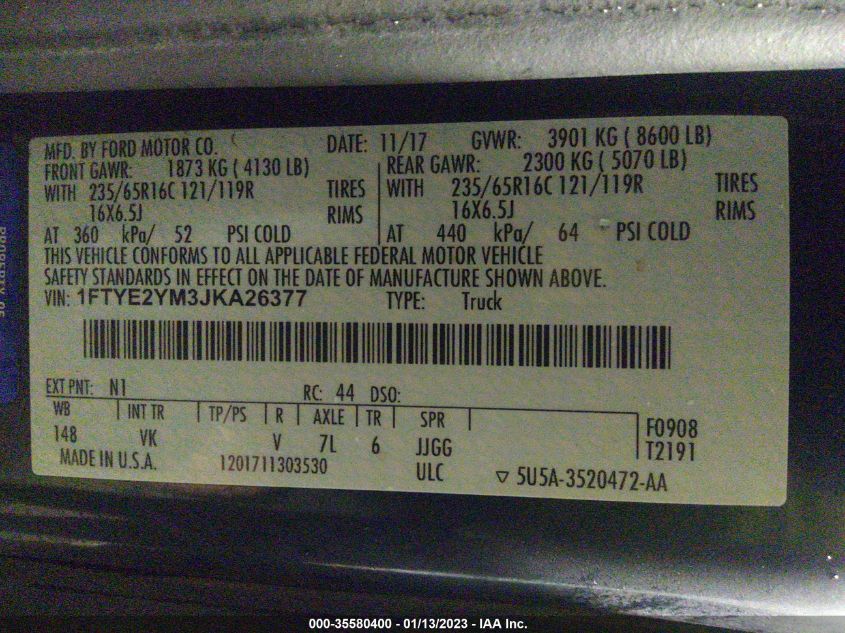 MFD. BY FORD MOTOR CO. DATE: 11/17 GVWR: 3901 KG ( 8600 LB)
FRONT GAWR: 1873 KG ( 4130 LB) REAR GAWR: 2300 KG ( 5070 LB)
WITH 235/65R16C 121/119R TIRES WITH 235/65R16C 121/119R TIRES
16X6.5J RIMS 16X6.5J RIMS
AT 360 kPa/ 52 PSI COLD AT 440 kPa/ 64 PSI COLD
THIS VEHICLE CONFORMS TO ALL APPLICABLE FEDERAL MOTOR VEHICLE
SAFETY STANDARDS IN EFFECT ON THE DATE OF MANUFACTURE SHOWN ABOVE.
VIN: 1FTYE2YM3JKA26377 TYPE: Truck
EXT PNT: N1 RC: 44 DSO:
WB INT TR TP/PS R AXLE TR SPR F0908
148 VK V 7L 6 JJGG T2191
MADE IN U.S.A. 1201711303530 ULC ▽ 5U5A-3520472-AA
PROPERTY OF
000-35580400 - 01/13/2023 - IAA Inc.